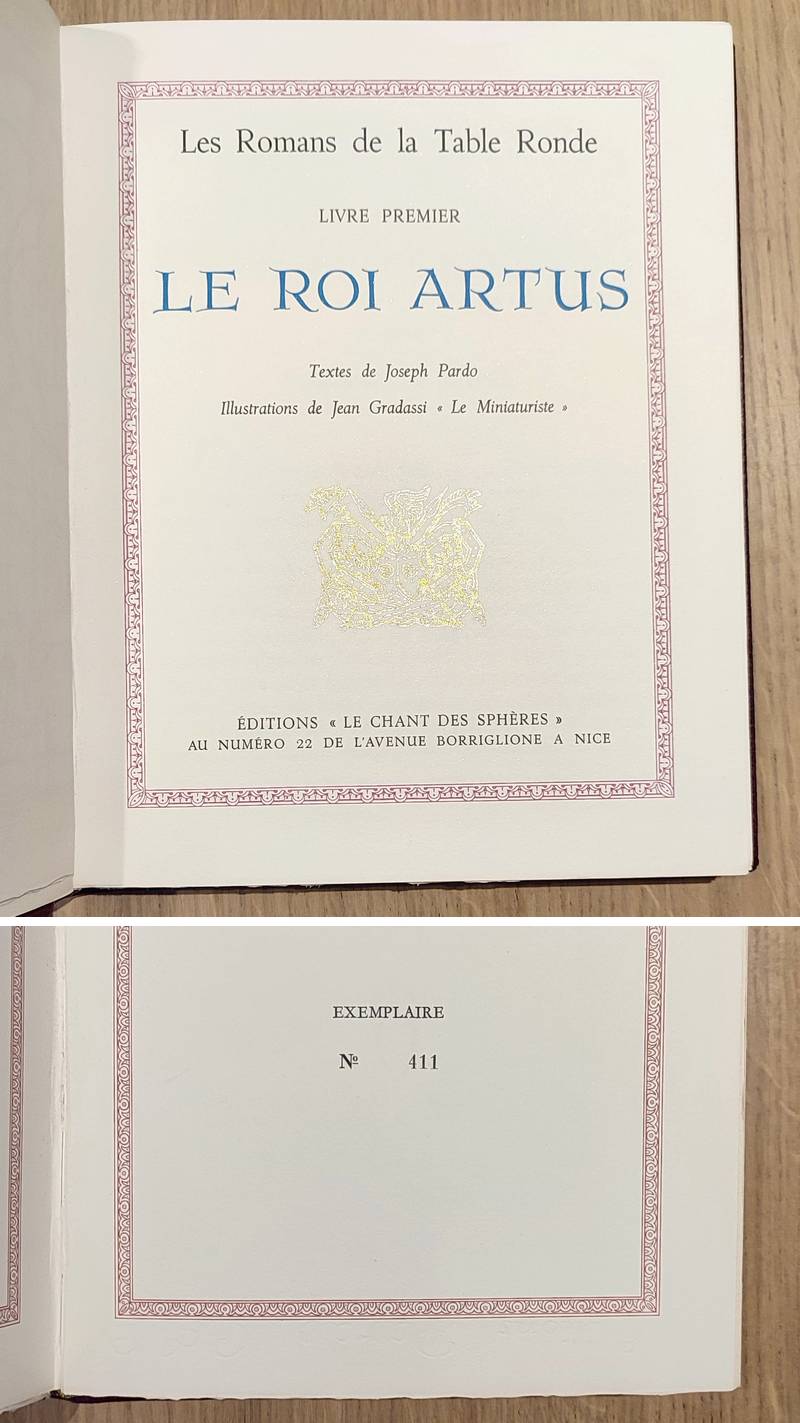 Les Romans de la Table Ronde
LIVRE PREMIER
LE ROI ARTUS
Textes de Joseph Pardo
Illustrations de Jean Gradassi « Le Miniaturiste »
ÉDITIONS « LE CHANT DES SPHÈRES »
AU NUMÉRO 22 DE L'AVENUE BORRIGLIONE A NICE
EXEMPLAIRE
Nº 411